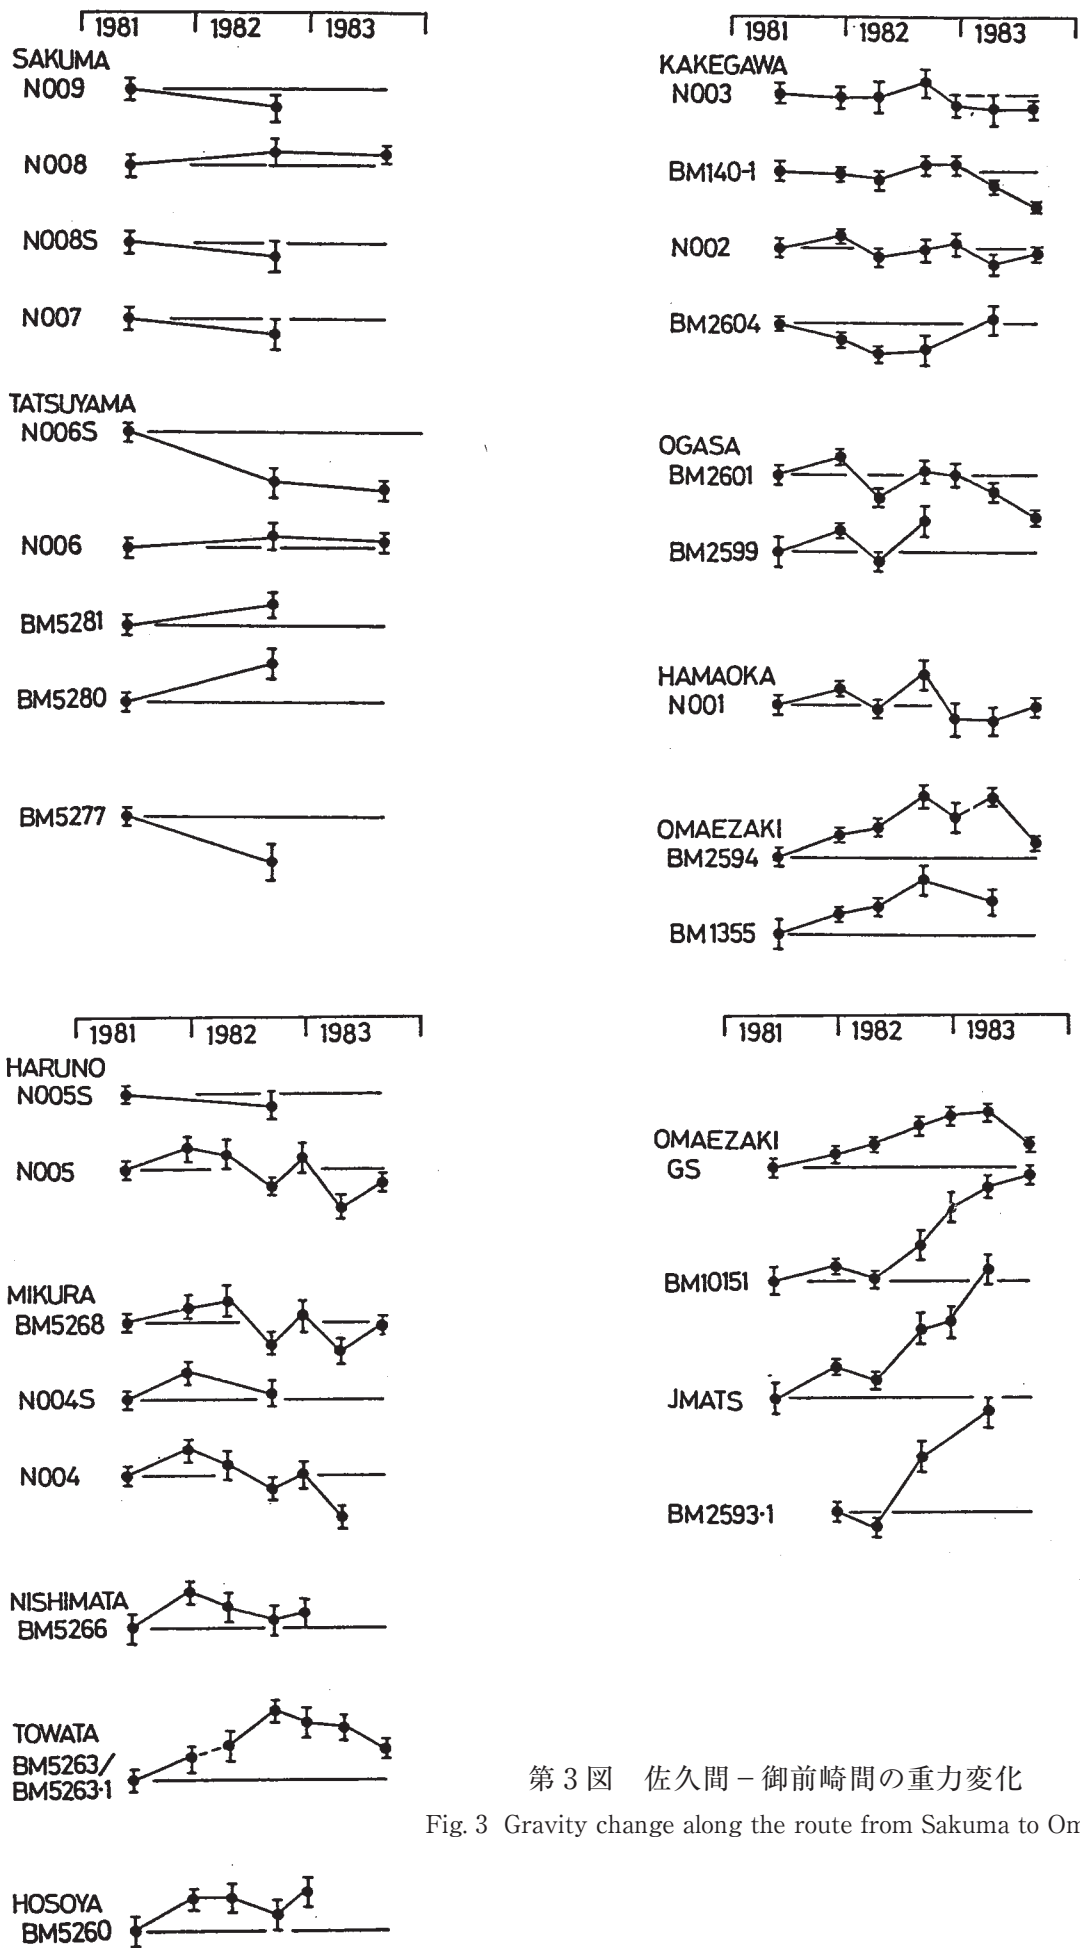 1981 1982 1983
SAKUMA
N009
N008
N008S
N007
TATSUYAMA
N006S
N006
BM5281
BM5280
BM5277
1981 1982 1983
KAKEGAWA
N003
BM140-1
N002
BM2604
OGASA
BM2601
BM2599
HAMAOKA
N001
OMAEZAKI
BM2594
BM1355
1981 1982 1983
HARUNO
N005S
N005
MIKURA
BM5268
N004S
N004
NISHIMATA
BM5266
TOWATA
BM5263/
BM5263·1
HOSOYA
BM5260
1981 1982 1983
OMAEZAKI
GS
BM10151
JMATS
BM2593·1
第3図 佐久間－御前崎間の重力変化
Fig. 3 Gravity change along the route from Sakuma to Om